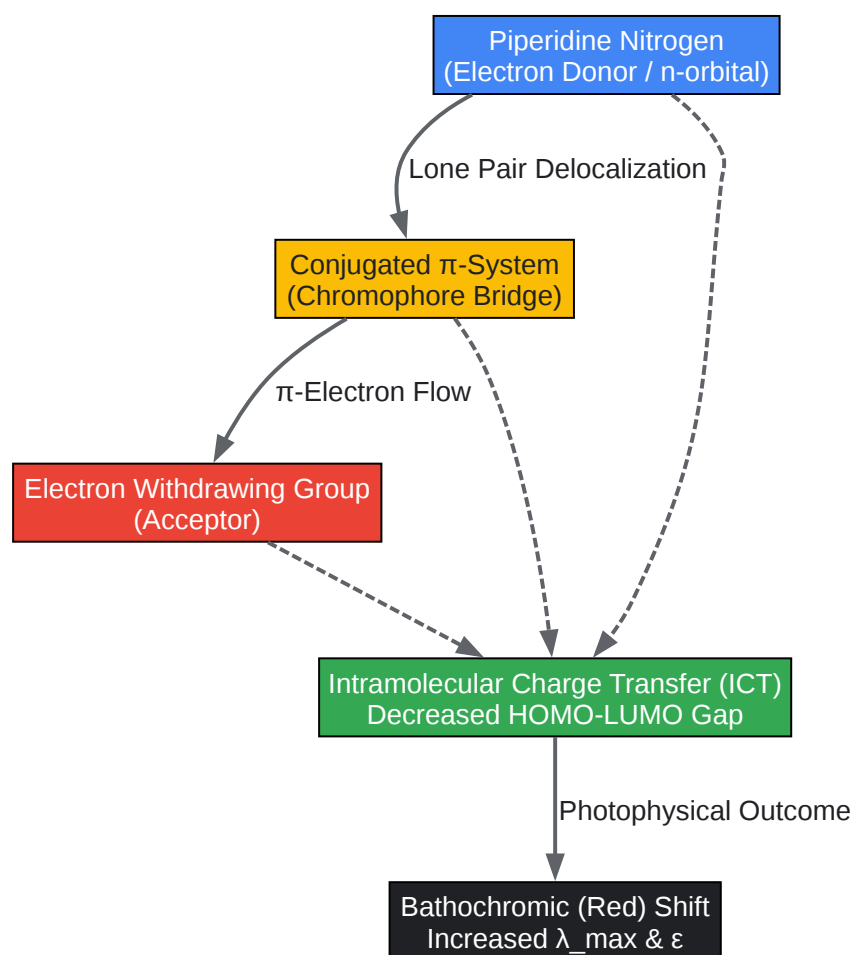 Piperidine Nitrogen
(Electron Donor / n-orbital)
Lone Pair Delocalization
Conjugated π-System
(Chromophore Bridge)
π-Electron Flow
Electron Withdrawing Group
(Acceptor)
Intramolecular Charge Transfer (ICT)
Decreased HOMO-LUMO Gap
Photophysical Outcome
Bathochromic (Red) Shift
Increased λ_max & ε